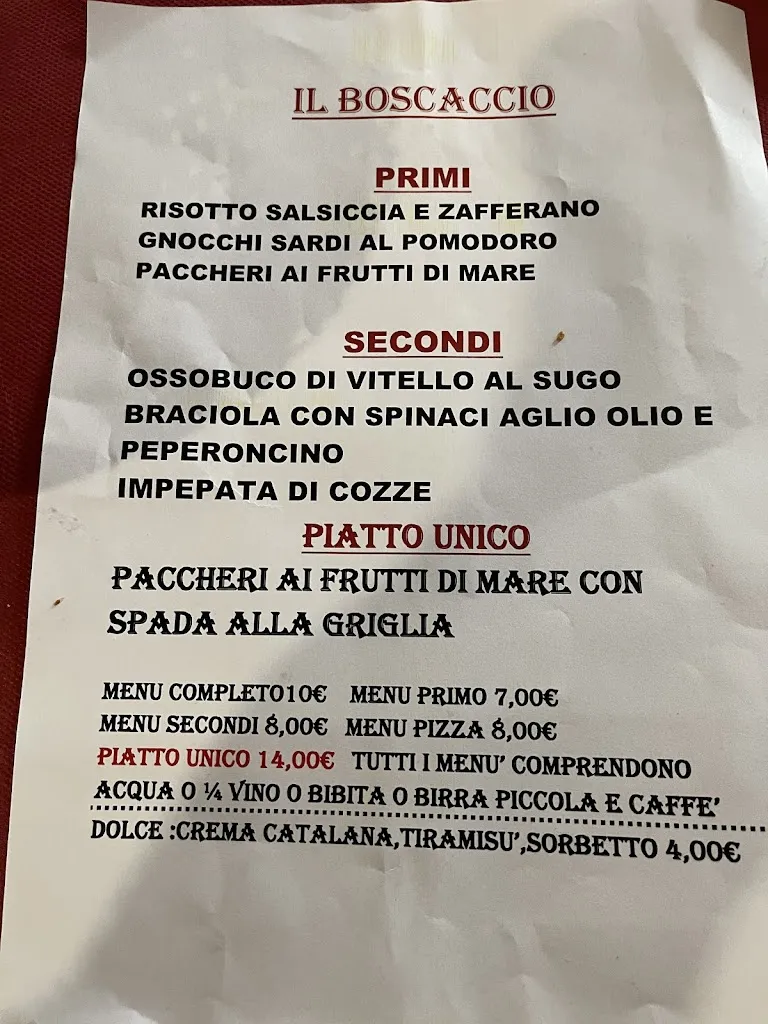 IL BOSCACCIO
PRIMI
RISOTTO SALSICCIA E ZAFFERANO
GNOCCHI SARDI AL POMODORO
PACCHERI AI FRUTTI DI MARE
SECONDI
OSSOBUCO DI VITELLO AL SUGO
BRACIOLA CON SPINACI AGLIO OLIO E
PEPERONCINO
IMPEPATA DI COZZE
PIATTO UNICO
PACCHERI AI FRUTTI DI MARE CON
SPADA ALLA GRIGLIA
MENU COMPLETO10€ MENU PRIMO 7,00€
MENU SECONDI 8,00€ MENU PIZZA 8,00€
PIATTO UNICO 14,00€ TUTTI I MENU' COMPRENDONO
ACQUA O ¼ VINO O BIBITA O BIRRA PICCOLA E CAFFE'
DOLCE :CREMA CATALANA,TIRAMISU',SORBETTO 4,00€